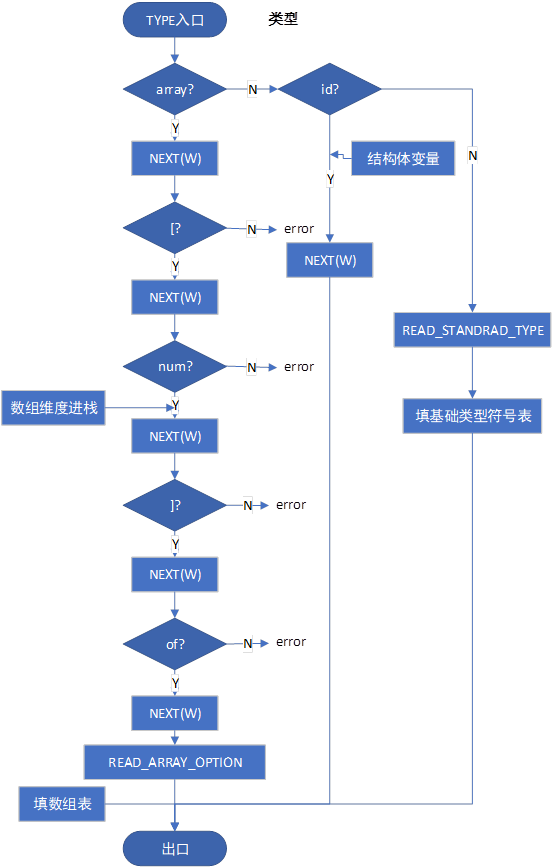 TYPE入口
类型
array?
N
id?
Y
N
NEXT(W)
结构体变量
Y
[?
N
error
Y
NEXT(W)
NEXT(W)
READ_STANDRAD_TYPE
num?
N
error
数组维度进栈
Y
填基础类型符号表
NEXT(W)
]?
N
error
Y
NEXT(W)
of?
N
error
Y
NEXT(W)
READ_ARRAY_OPTION
填数组表
出口